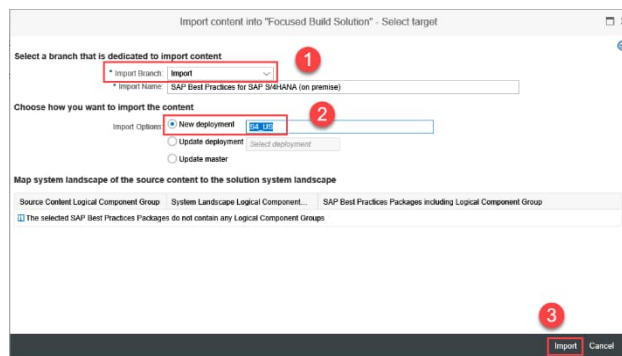 Import content into "Focused Build Solution" - Select target
Select a branch that is dedicated to import content
1
* Import Branch: Import
* Import Name: SAP Best Practices for SAP S/4HANA (on premise)
Choose how you want to import the content
2
Import Options: New deployment S4_US
Update deployment Select deployment
Update master
Map system landscape of the source content to the solution system landscape
Source Content Logical Component Group System Landscape Logical Component... SAP Best Practices Packages including Logical Component Group
The selected SAP Best Practices Packages do not contain any Logical Component Groups
3
Import Cancel